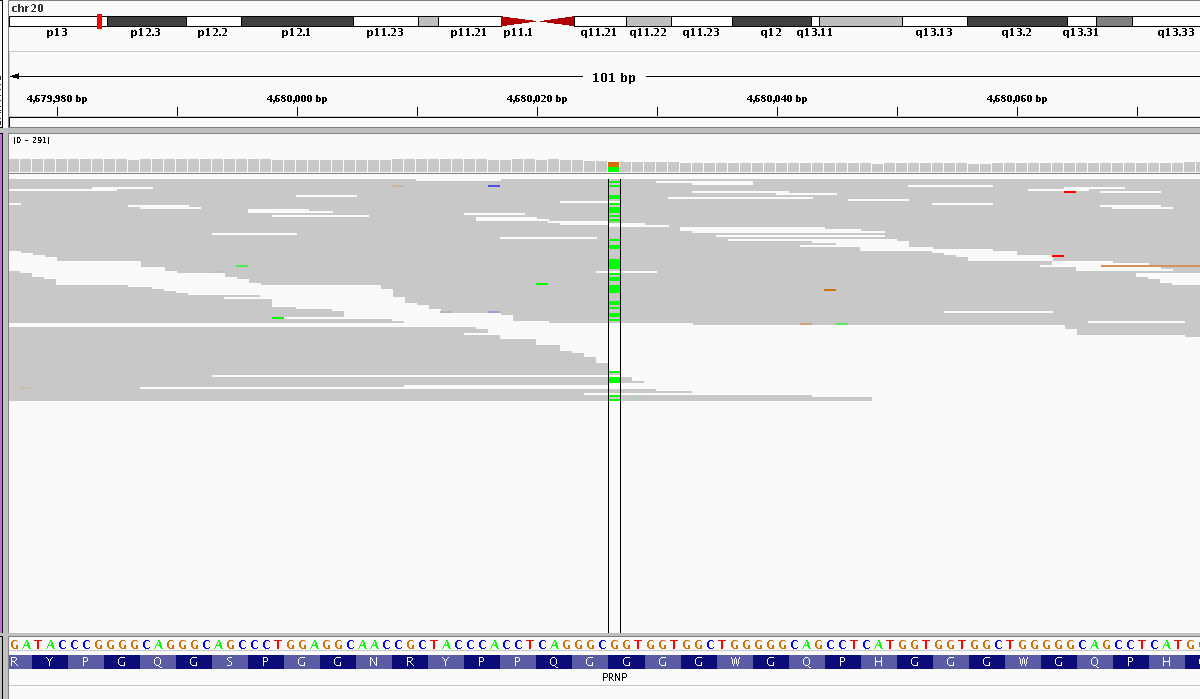 chr20
p13 p12.3 p12.2 p12.1 p11.23 p11.21 p11.1 q11.21 q11.22 q11.23 q12 q13.11 q13.13 q13.2 q13.31 q13.33
101 bp
4,679,980 bp 4,680,000 bp 4,680,020 bp 4,680,040 bp 4,680,060 bp
[0 - 291]
G A T A C C C G G G G C A G G G C A G C C C T G G A G G C A A C C G C T A C C C A C C T C A G G G C G G T G G T G G C T G G G G G C A G C C T C A T G G T G G T G G C T G G G G G C A G C C T C A T G
R Y P G Q G S P G G N R Y P P Q G G G G W G Q P H G G G W G Q P H
PRNP